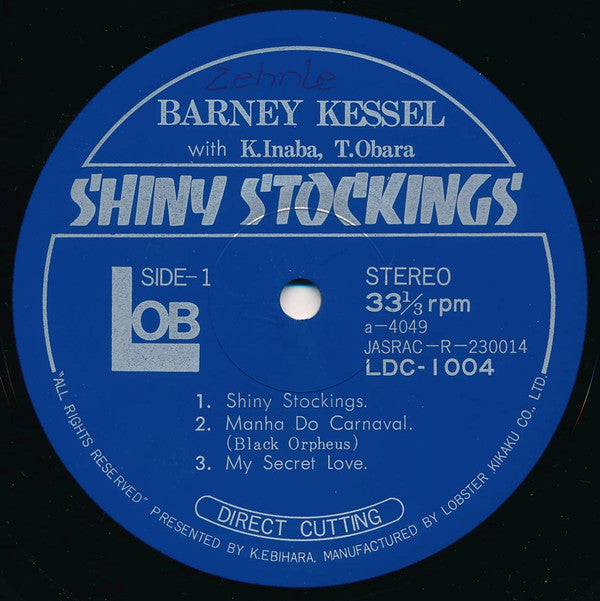 Zehnle
BARNEY KESSEL
with K.Inaba, T.Obara
SHINY STOCKINGS
LOB
SIDE-1
STEREO
33⅓ rpm
a-4049
JASRAC-R-230014
LDC-1004
1. Shiny Stockings.
2. Manha Do Carnaval.
(Black Orpheus)
3. My Secret Love.
DIRECT CUTTING
"ALL RIGHTS RESERVED" PRESENTED BY K.EBIHARA. MANUFACTURED BY LOBSTER KIKAKU CO., LTD.